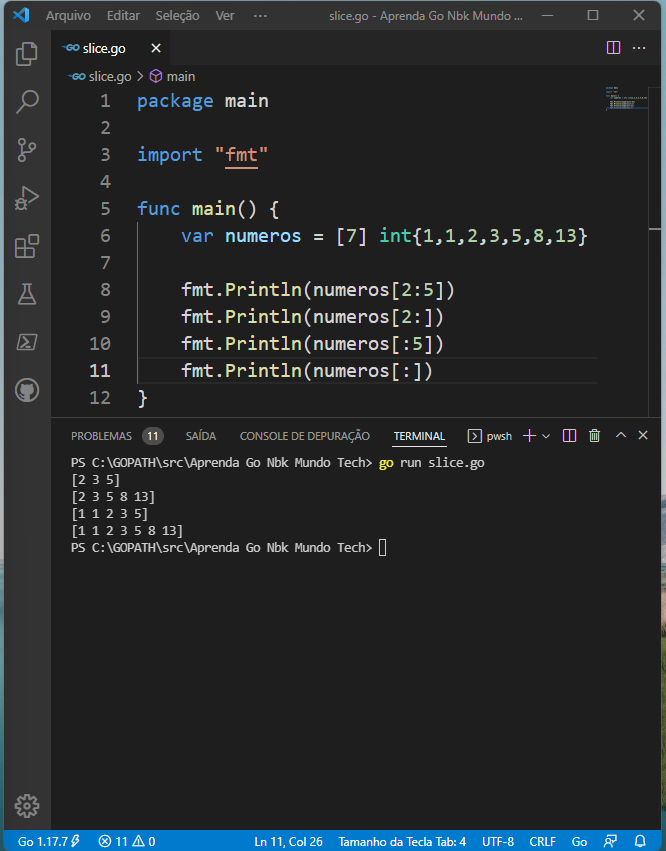 Arquivo Editar Seleção Ver ··· slice.go - Aprenda Go Nbk Mundo ...
GO slice.go
GO slice.go > main
1 package main
2
3 import "fmt"
4
5 func main() {
6 var numeros = [7] int{1,1,2,3,5,8,13}
7
8 fmt.Println(numeros[2:5])
9 fmt.Println(numeros[2:])
10 fmt.Println(numeros[:5])
11 fmt.Println(numeros[:])
12 }
PROBLEMAS 11 SAÍDA CONSOLE DE DEPURAÇÃO TERMINAL pwsh
PS C:\GOPATH\src\Aprenda Go Nbk Mundo Tech> go run slice.go
[2 3 5]
[2 3 5 8 13]
[1 1 2 3 5]
[1 1 2 3 5 8 13]
PS C:\GOPATH\src\Aprenda Go Nbk Mundo Tech>
Go 1.17.7 11 0 Ln 11, Col 26 Tamanho da Tecla Tab: 4 UTF-8 CRLF Go